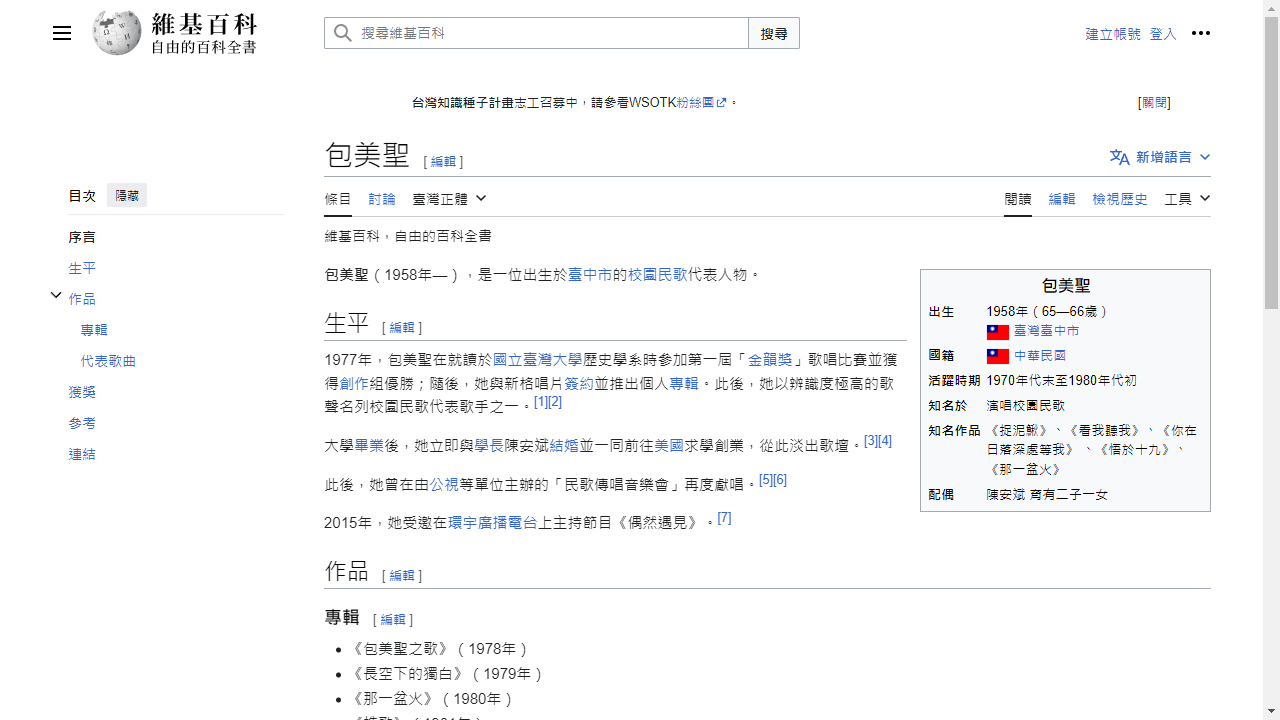 維基百科
自由的百科全書
搜尋維基百科
搜尋
建立帳號 登入
台灣知識種子計畫志工召募中，請參看WSOTK粉絲團。
[關閉]
包美聖 [編輯]
新增語言
目次 隱藏
序言
生平
作品
專輯
代表歌曲
獲獎
參考
連結
條目 討論 臺灣正體
閱讀 編輯 檢視歷史 工具
維基百科，自由的百科全書
包美聖（1958年—），是一位出生於臺中市的校園民歌代表人物。
包美聖
出生 1958年（65—66歲）
臺灣臺中市
國籍 中華民國
活躍時期 1970年代末至1980年代初
知名於 演唱校園民歌
知名作品 《捉泥鰍》、《看我聽我》、《你在
日落深處等我》 、《悟於十九》、
《那一盆火》
配偶 陳安斌 育有二子一女
生平 [編輯]
1977年，包美聖在就讀於國立臺灣大學歷史學系時參加第一屆「金韻獎」歌唱比賽並獲
得創作組優勝；隨後，她與新格唱片簽約並推出個人專輯。此後，她以辨識度極高的歌
聲名列校園民歌代表歌手之一。[1][2]
大學畢業後，她立即與學長陳安斌結婚並一同前往美國求學創業，從此淡出歌壇。[3][4]
此後，她曾在由公視等單位主辦的「民歌傳唱音樂會」再度獻唱。[5][6]
2015年，她受邀在環宇廣播電台上主持節目《偶然遇見》。[7]
作品 [編輯]
專輯 [編輯]
《包美聖之歌》（1978年）
《長空下的獨白》（1979年）
《那一盆火》（1980年）